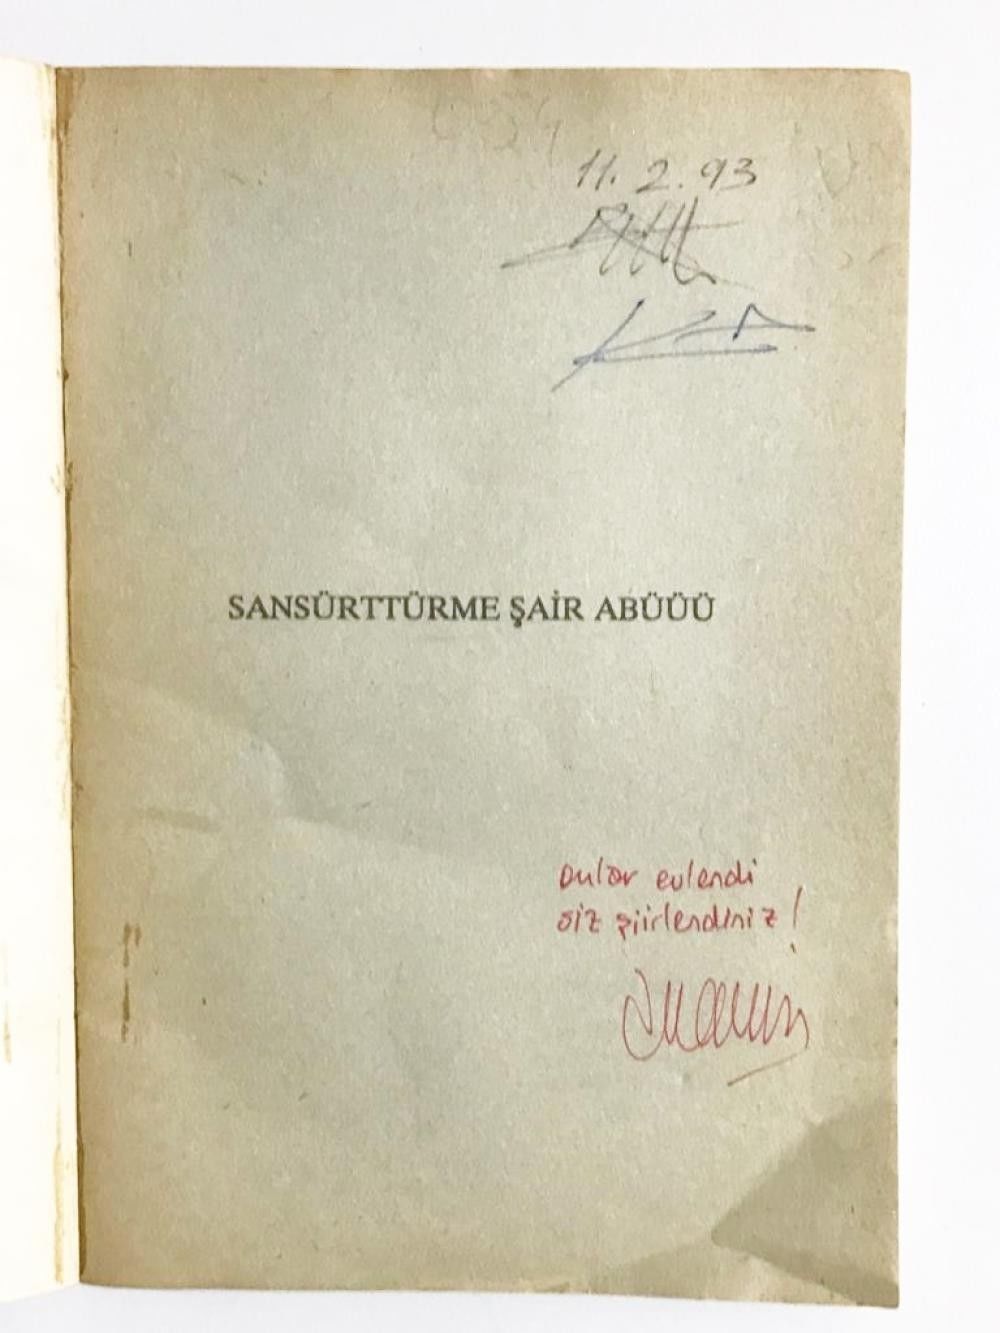 11.2.93
SANSÜRTTÜRME ŞAİR ABÜÜÜ
onlar evlendi
siz şiirlendiniz!